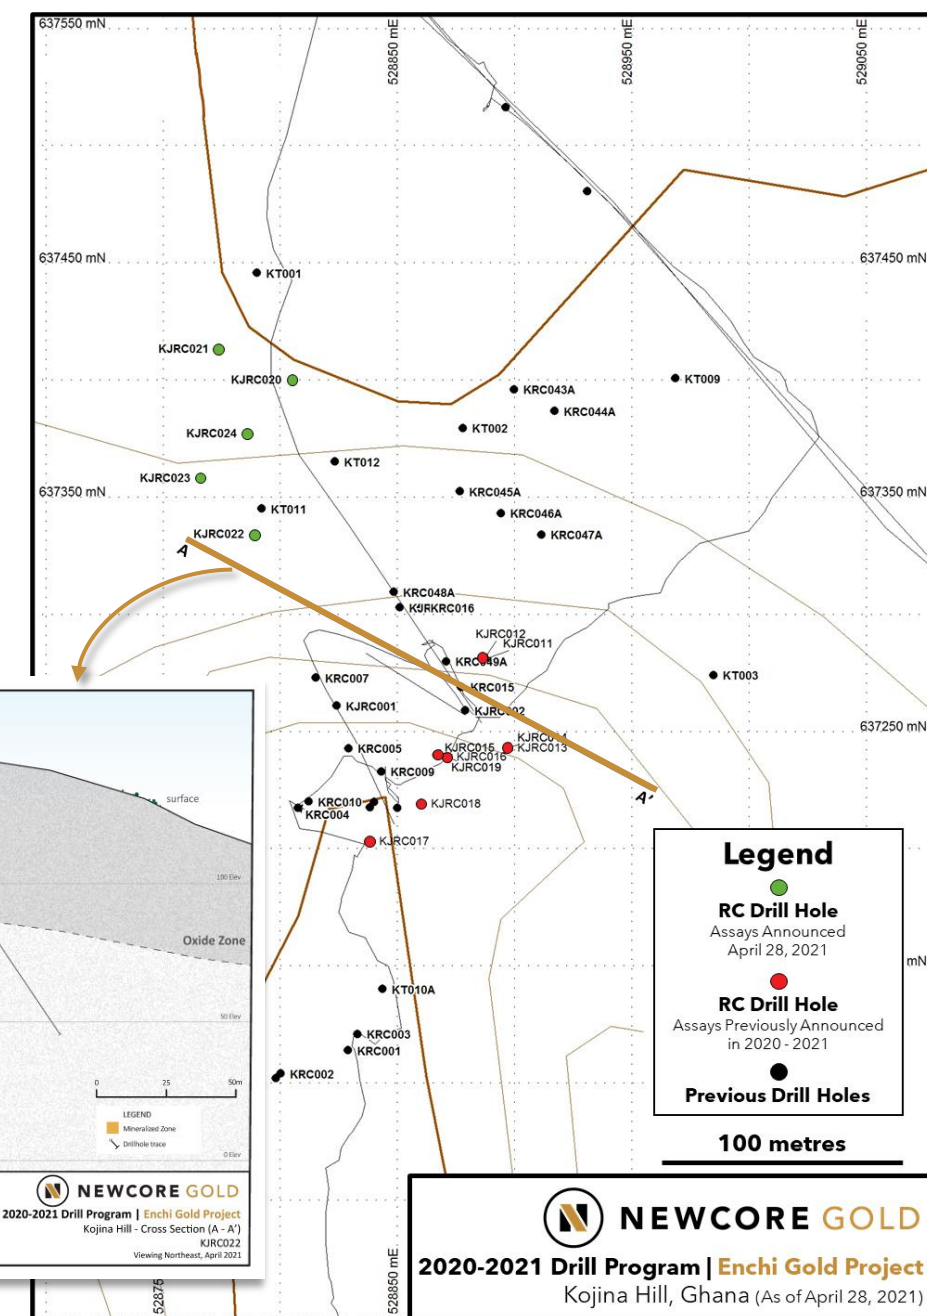 637550 mN
528850 mE
528950 mE
529050 mE
637450 mN
637450 mN
KT001
KJRC021
KJRC020
KT009
KRC043A
KRC044A
KJRC024
KT002
KT012
KJRC023
637350 mN
637350 mN
KRC045A
KT011
KRC046A
KJRC022
KRC047A
A
KRC048A
KRC016
KJRC012
KJRC011
KRC049A
KRC007
KT003
KRC015
KJRC001
KJRC002
637250 mN
KJRC013
KRC005
KJRC015
KJRC016
KJRC019
KRC009
A'
KRC010
KJRC018
KRC004
KJRC017
surface
100 Elev
Oxide Zone
50 Elev
0
25
50m
LEGEND
Mineralized Zone
Drillhole trace
0 Elev
NEWCORE GOLD
2020-2021 Drill Program | Enchi Gold Project
Kojina Hill - Cross Section (A - A')
KJRC022
Viewing Northeast, April 2021
mN
KT010A
KRC003
KRC001
KRC002
Legend
RC Drill Hole
Assays Announced
April 28, 2021
RC Drill Hole
Assays Previously Announced
in 2020 - 2021
Previous Drill Holes
100 metres
528850 mE
NEWCORE GOLD
2020-2021 Drill Program | Enchi Gold Project
Kojina Hill, Ghana (As of April 28, 2021)